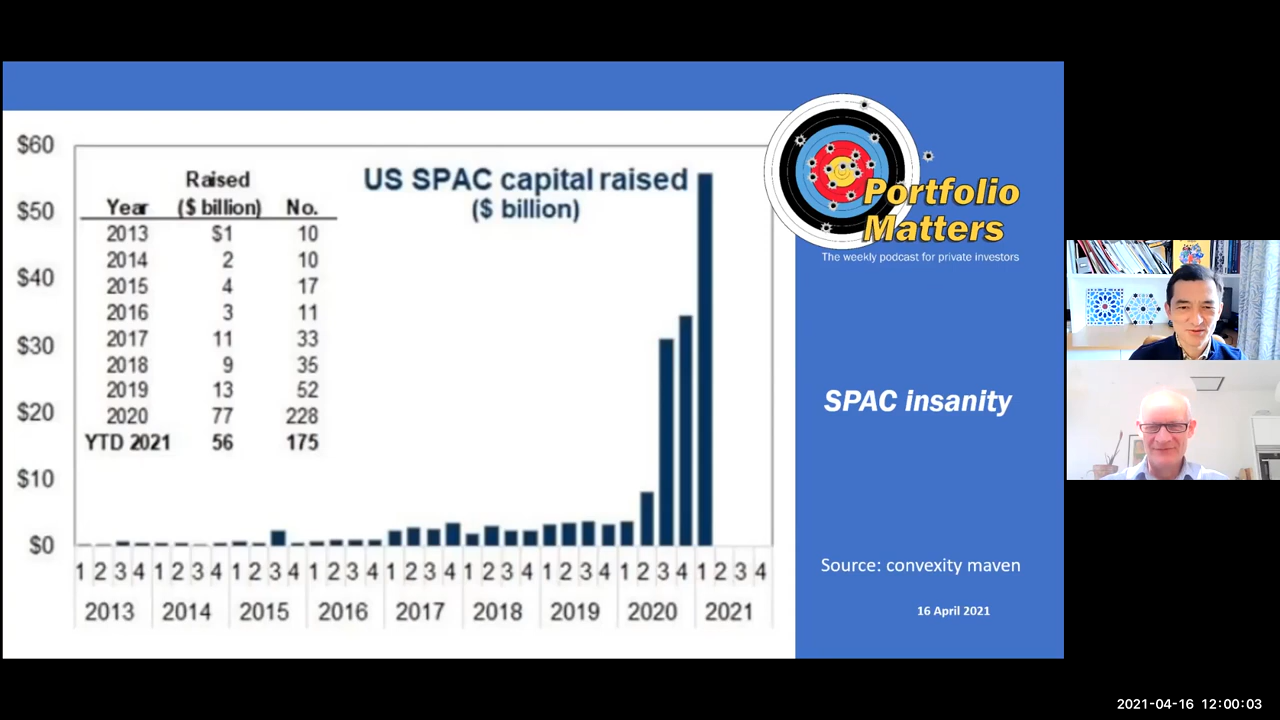 US SPAC capital raised
($ billion)
$60
$50
$40
$30
$20
$10
$0
Raised
Year ($ billion) No.
2013 $1 10
2014 2 10
2015 4 17
2016 3 11
2017 11 33
2018 9 35
2019 13 52
2020 77 228
YTD 2021 56 175
1 2 3 4 1 2 3 4 1 2 3 4 1 2 3 4 1 2 3 4 1 2 3 4 1 2 3 4 1 2 3 4 1 2 3 4
2013 2014 2015 2016 2017 2018 2019 2020 2021
Portfolio
Matters
The weekly podcast for private investors
SPAC insanity
Source: convexity maven
16 April 2021
2021-04-16 12:00:03